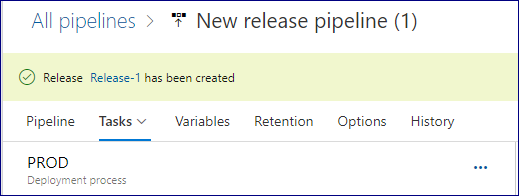 All pipelines > New release pipeline (1)
Release Release-1 has been created
Pipeline Tasks Variables Retention Options History
PROD ...
Deployment process